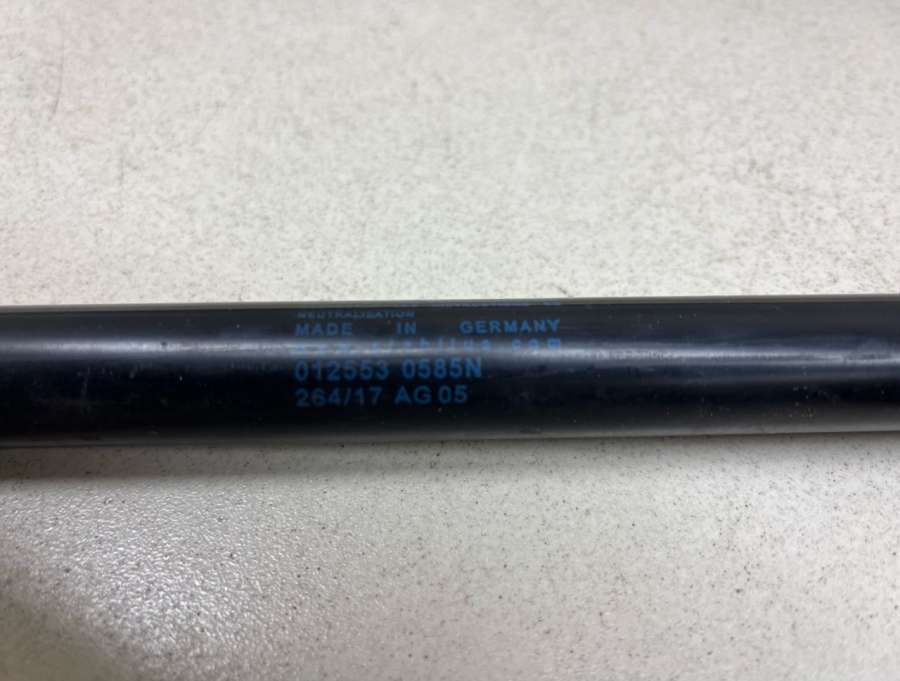 NEUTRALISATION
MADE IN GERMANY
012553 0585N
264/17 AG 05